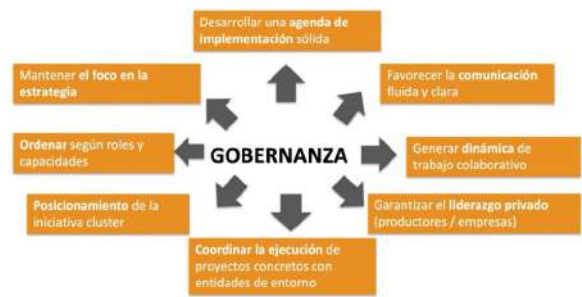 Desarrollar una agenda de
implementación sólida
Mantener el foco en la
estrategia
Favorecer la comunicación
fluida y clara
Ordenar según roles y
capacidades
GOBERNANZA
Generar dinámica de
trabajo colaborativo
Posicionamiento de la
iniciativa cluster
Garantizar el liderazgo privado
(productores / empresas)
Coordinar la ejecución de
proyectos concretos con
entidades de entorno